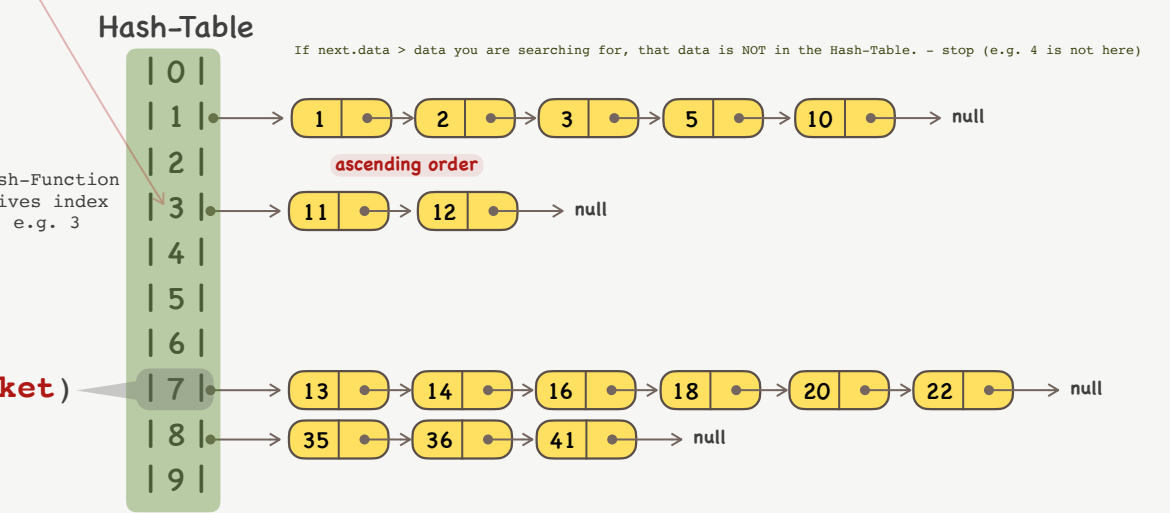 Hash-Table
If next.data > data you are searching for, that data is NOT in the Hash-Table. - stop (e.g. 4 is not here)
| 0 |
| 1 | 1 2 3 5 10 null
| 2 | ascending order
sh-Function
ives index
e.g. 3
| 3 | 11 12 null
| 4 |
| 5 |
| 6 |
ket) | 7 | 13 14 16 18 20 22 null
| 8 | 35 36 41 null
| 9 |